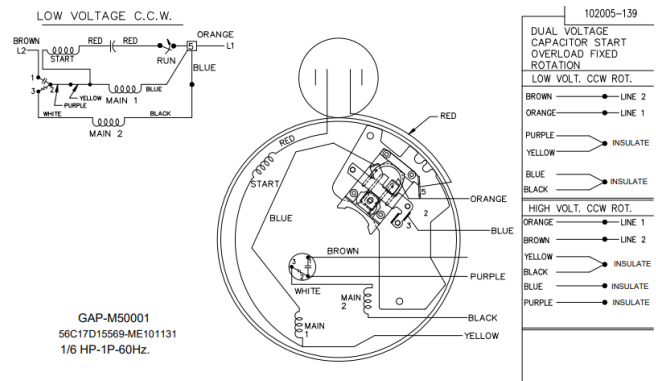 LOW VOLTAGE C.C.W.
BROWN
L2
START
RED
RED
RUN
5
ORANGE
L1
BLUE
1
3
2
YELLOW
PURPLE
MAIN 1
BLUE
WHITE
BLACK
MAIN 2
RED
RED
START
BLUE
5
2
3
ORANGE
BLUE
BROWN
3
1
2
PURPLE
WHITE
MAIN
2
MAIN
1
BLACK
YELLOW
GAP-M50001
56C17D15569-ME101131
1/6 HP-1P-60Hz.
102005-139
DUAL VOLTAGE
CAPACITOR START
OVERLOAD FIXED
ROTATION
LOW VOLT. CCW ROT.
BROWN LINE 2
ORANGE LINE 1
PURPLE
INSULATE
YELLOW
BLUE
INSULATE
BLACK
HIGH VOLT. CCW ROT.
ORANGE LINE 1
BROWN LINE 2
YELLOW
INSULATE
BLACK
BLUE INSULATE
PURPLE INSULATE